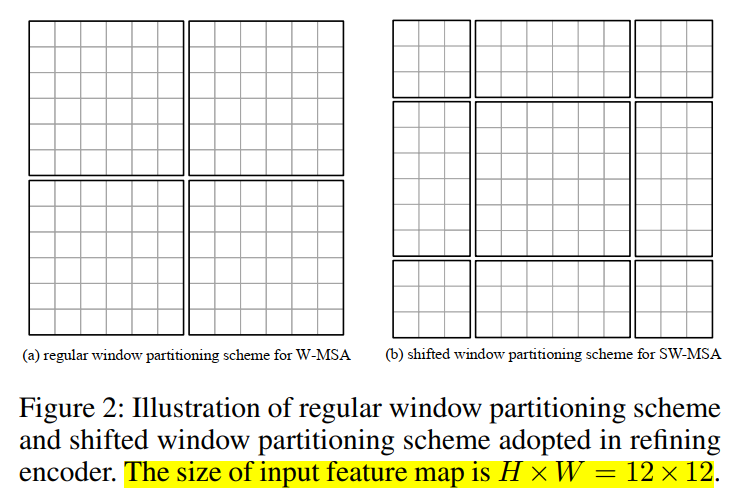 (a) regular window partitioning scheme for W-MSA
(b) shifted window partitioning scheme for SW-MSA
Figure 2: Illustration of regular window partitioning scheme
and shifted window partitioning scheme adopted in refining
encoder. The size of input feature map is H × W = 12 × 12.